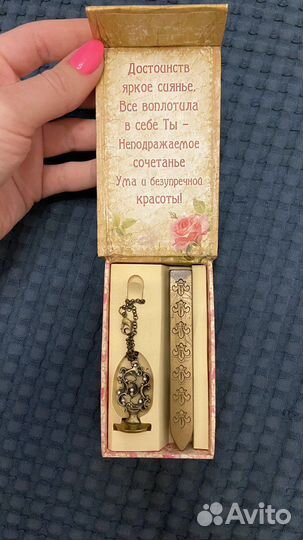 Достоинств
яркое сиянье,
Все воплотила
в себе Ты –
Неподражаемое
сочетанье
Ума и безупречной
красоты!
Avito